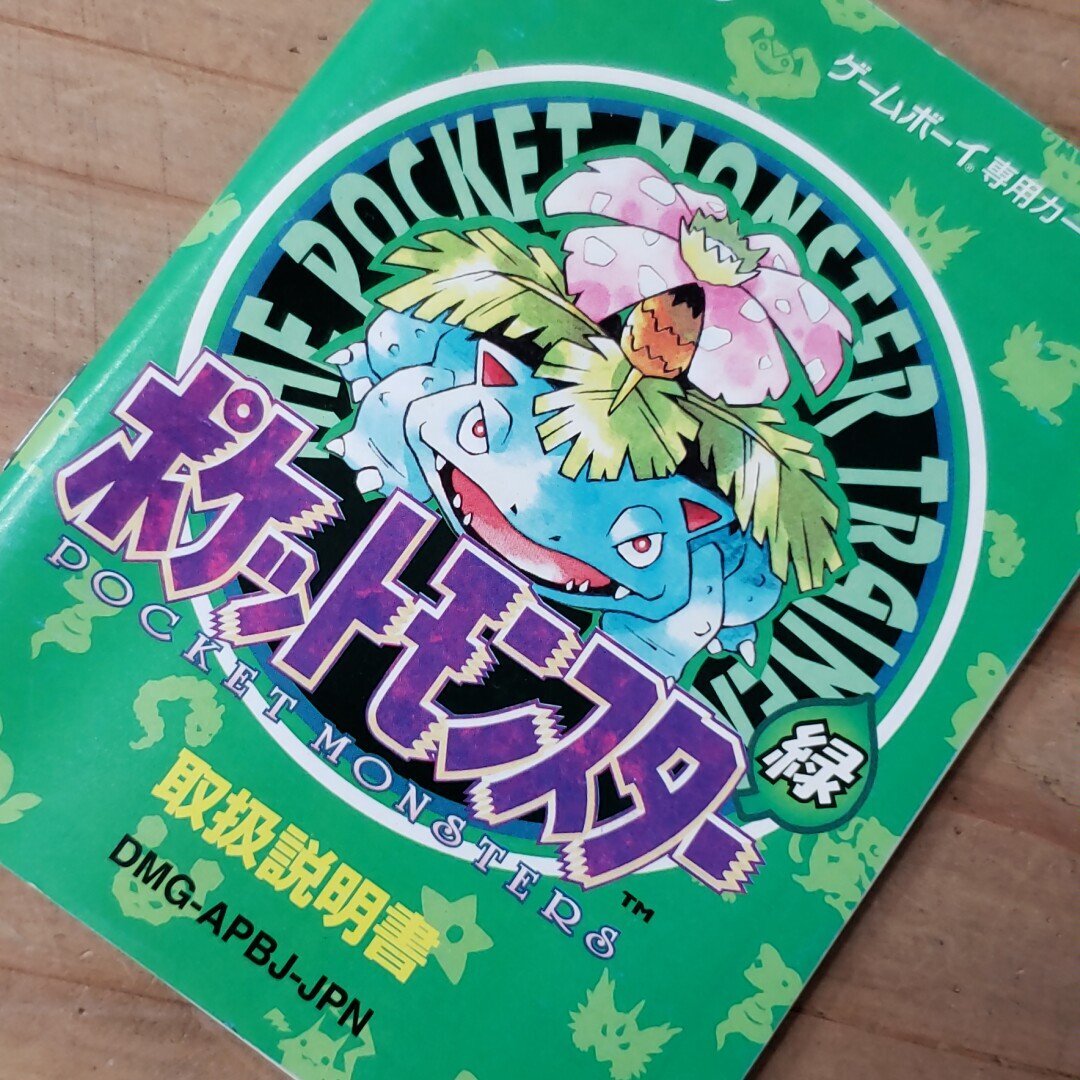 ゲームボーイ®専用カー
THE POCKET MONSTER TRAINER
ポケットモンスター
緑
POCKET MONSTERS
™
取扱説明書
DMG-APBJ-JPN